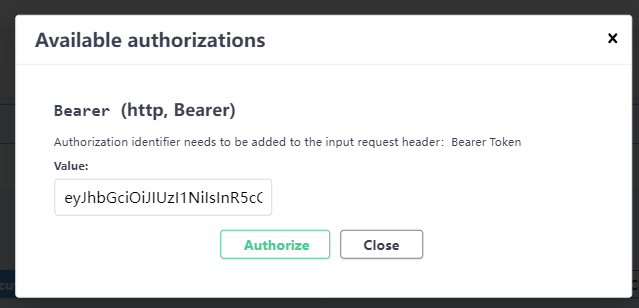 Available authorizations
×
Bearer (http, Bearer)
Authorization identifier needs to be added to the input request header: Bearer Token
Value:
eyJhbGciOiJIUzI1NiIsInR5cC
Authorize
Close